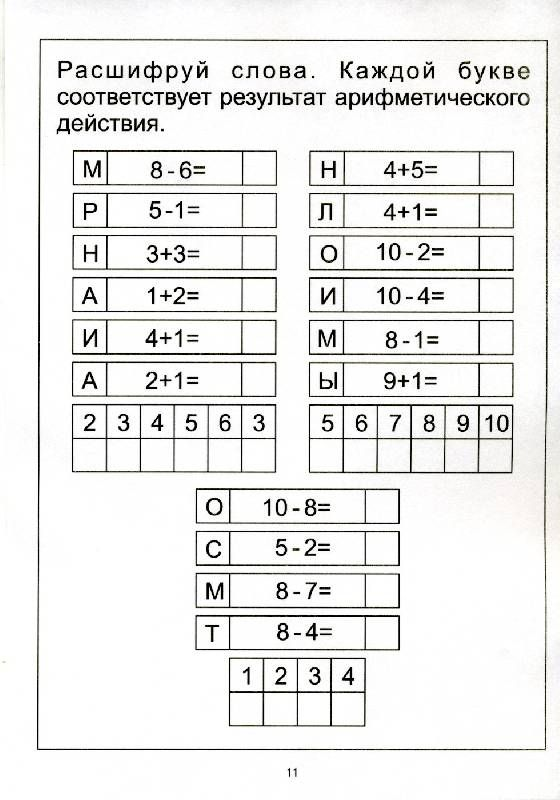 Расшифруй слова. Каждой букве
соответствует результат арифметического
действия.
М 8-6=
Р 5-1=
Н 3+3=
А 1+2=
И 4+1=
А 2+1=
2 3 4 5 6 3
Н 4+5=
Л 4+1=
О 10-2=
И 10-4=
М 8-1=
Ы 9+1=
5 6 7 8 9 10
О 10-8=
С 5-2=
М 8-7=
Т 8-4=
1 2 3 4
11